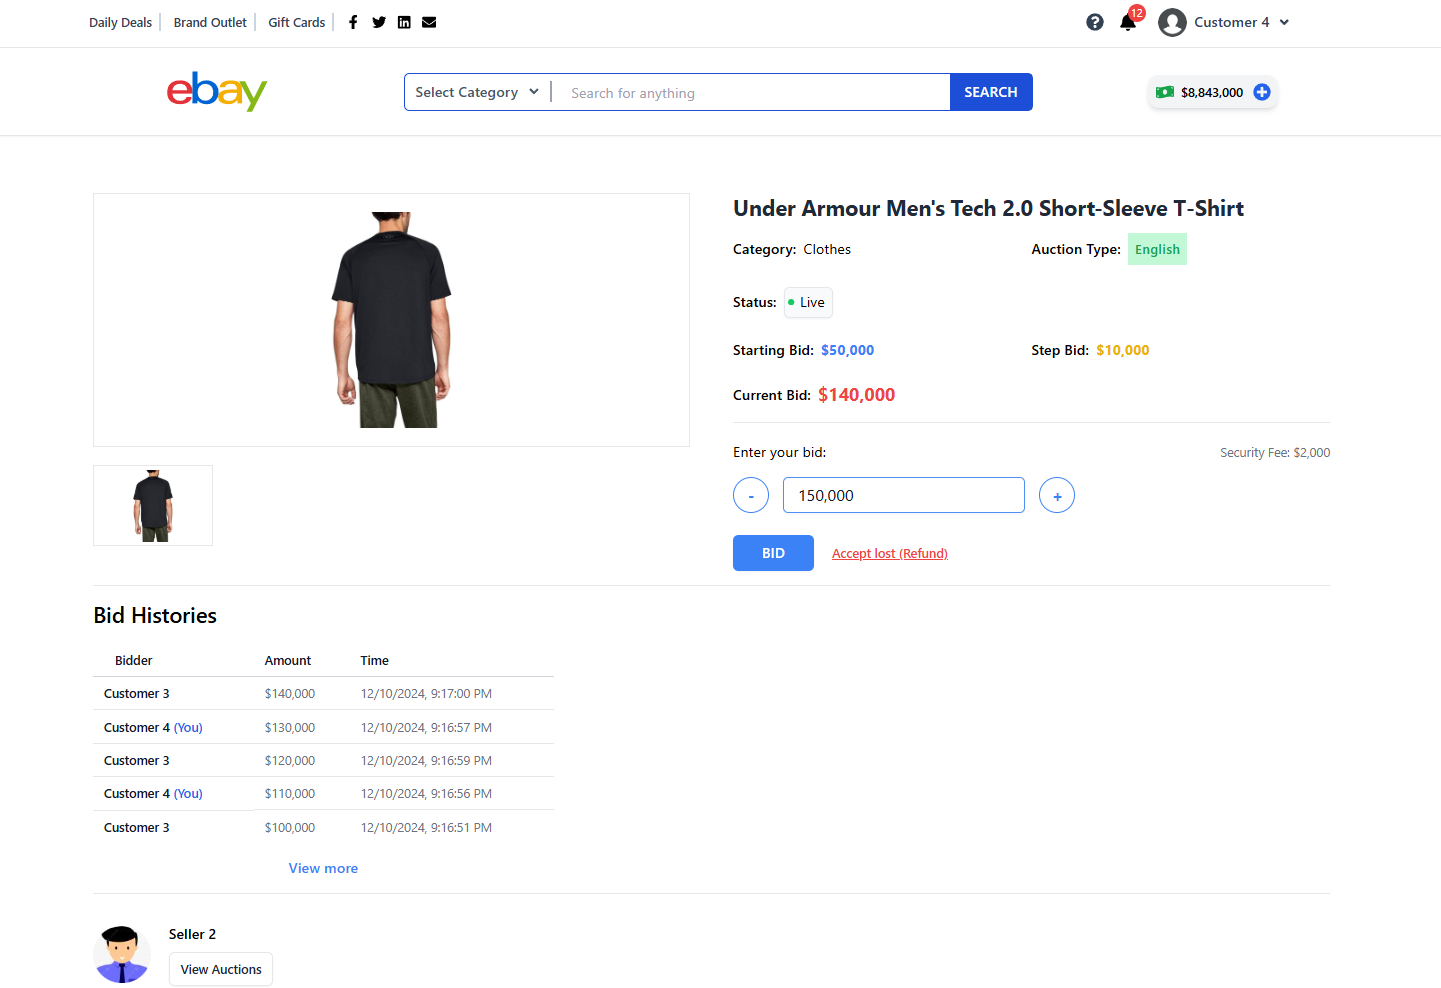 Daily Deals
Brand Outlet
Gift Cards
12
Customer 4
ebay
Select Category
Search for anything
SEARCH
$8,843,000
Under Armour Men's Tech 2.0 Short-Sleeve T-Shirt
Category: Clothes
Auction Type: English
Status: Live
Starting Bid: $50,000
Step Bid: $10,000
Current Bid: $140,000
Enter your bid:
Security Fee: $2,000
-
150,000
+
BID
Accept lost (Refund)
Bid Histories
Bidder Amount Time
Customer 3 $140,000 12/10/2024, 9:17:00 PM
Customer 4 (You) $130,000 12/10/2024, 9:16:57 PM
Customer 3 $120,000 12/10/2024, 9:16:59 PM
Customer 4 (You) $110,000 12/10/2024, 9:16:56 PM
Customer 3 $100,000 12/10/2024, 9:16:51 PM
View more
Seller 2
View Auctions